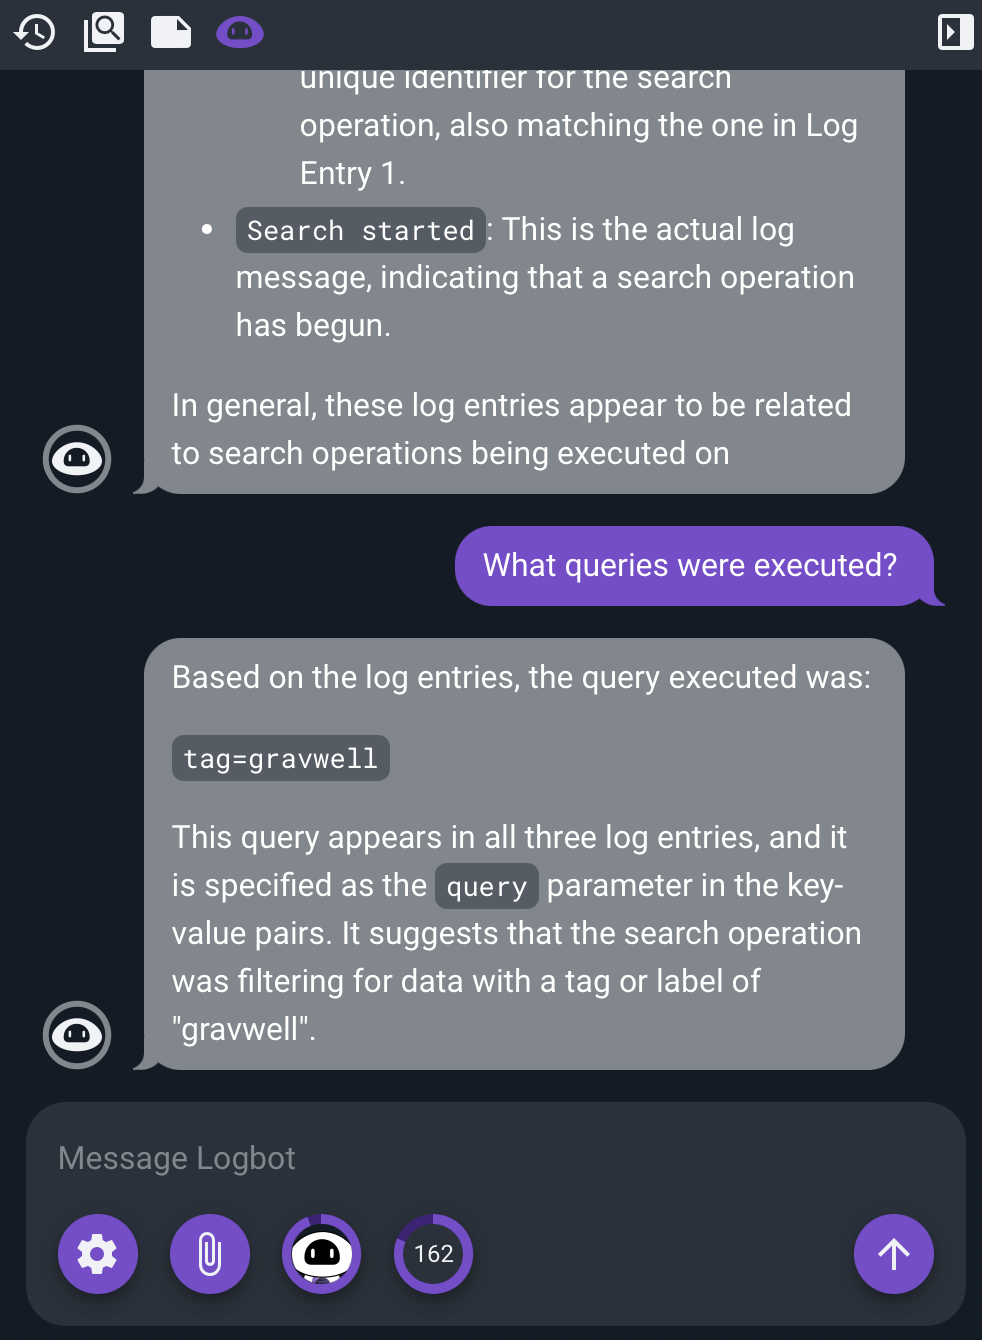 unique identifier for the search
operation, also matching the one in Log
Entry 1.
Search started: This is the actual log
message, indicating that a search operation
has begun.
In general, these log entries appear to be related
to search operations being executed on
What queries were executed?
Based on the log entries, the query executed was:
tag=gravwell
This query appears in all three log entries, and it
is specified as the query parameter in the key-
value pairs. It suggests that the search operation
was filtering for data with a tag or label of
"gravwell".
Message Logbot
162